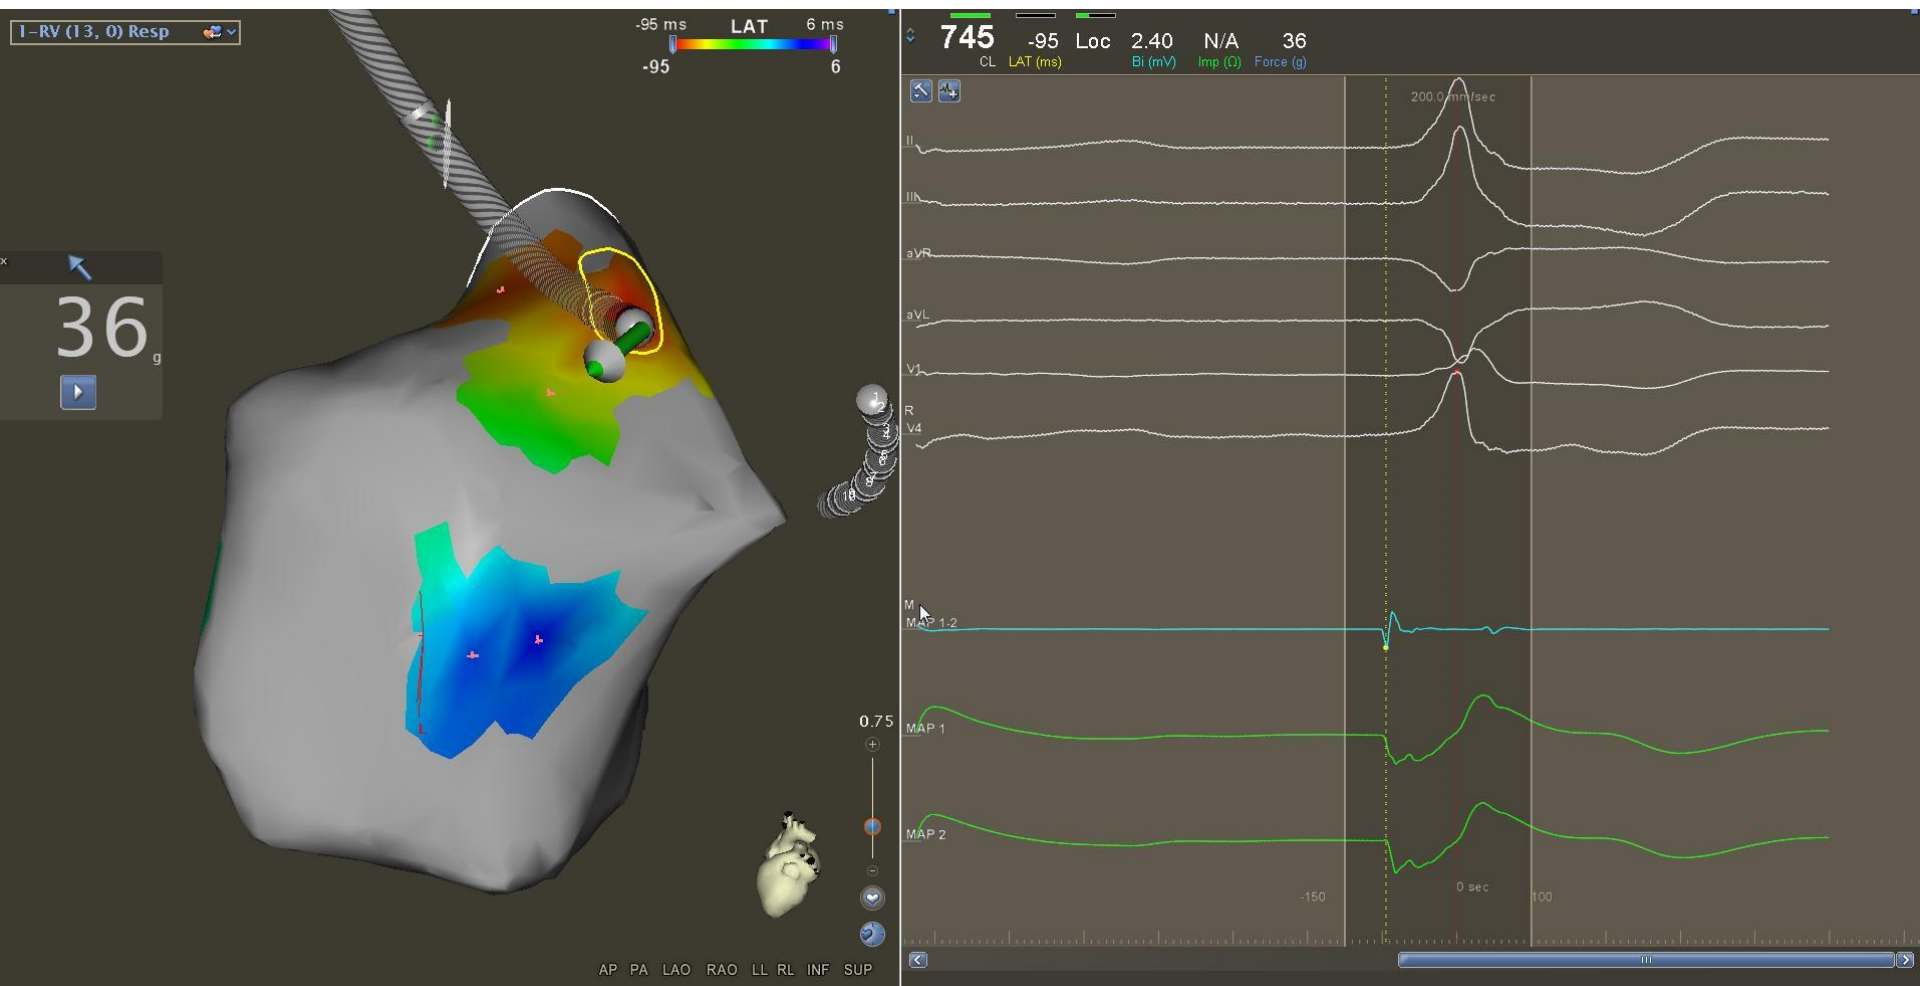 1-RV (13, 0) Resp
-95 ms LAT 6 ms
-95 6
x
36
g
1
2
10
0.75
AP PA LAO RAO LL RL INF SUP
745 -95 Loc 2.40 N/A 36
CL LAT (ms) Bi (mV) Imp (Ω) Force (g)
200.0 mm/sec
II
III
aVR
aVL
V1
R
V4
M
MAP 1-2
MAP 1
MAP 2
0 sec
-150 100